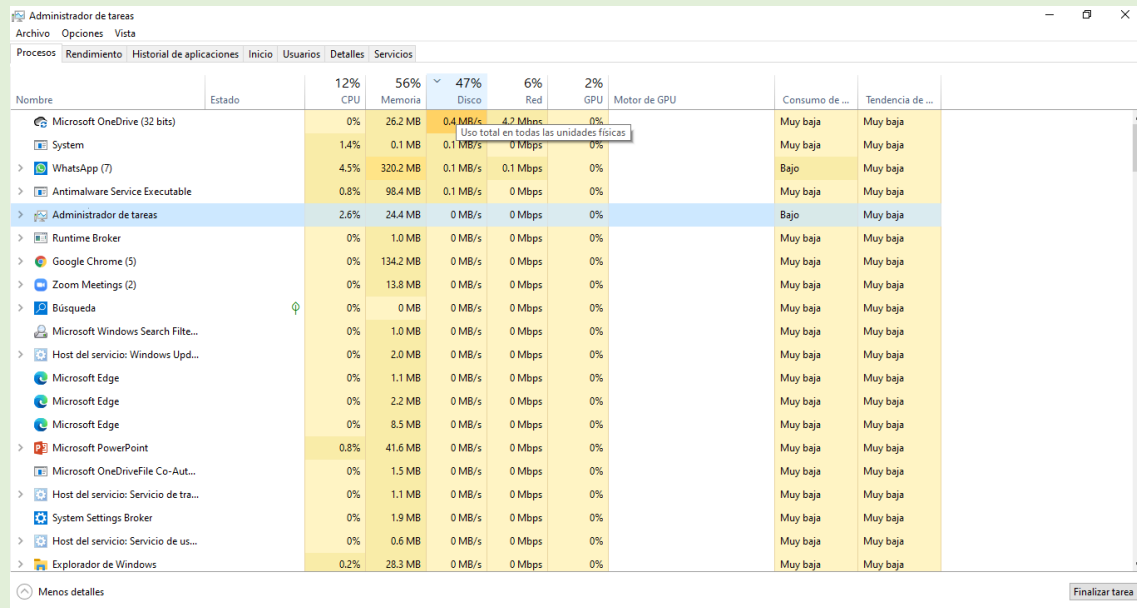 Administrador de tareas
Archivo Opciones Vista
Procesos Rendimiento Historial de aplicaciones Inicio Usuarios Detalles Servicios
12% 56% 47% 6% 2%
Nombre Estado CPU Memoria Disco Red GPU Motor de GPU Consumo de ... Tendencia de ...
Microsoft OneDrive (32 bits) 0% 26.2 MB 0.4 MB/s 4.2 Mbps 0% Muy baja Muy baja
Uso total en todas las unidades físicas
System 1.4% 0.1 MB 0.1 MB/s 0 Mbps 0% Muy baja Muy baja
WhatsApp (7) 4.5% 320.2 MB 0.1 MB/s 0.1 Mbps 0% Bajo Muy baja
Antimalware Service Executable 0.8% 98.4 MB 0.1 MB/s 0 Mbps 0% Muy baja Muy baja
Administrador de tareas 2.6% 24.4 MB 0 MB/s 0 Mbps 0% Bajo Muy baja
Runtime Broker 0% 1.0 MB 0 MB/s 0 Mbps 0% Muy baja Muy baja
Google Chrome (5) 0% 134.2 MB 0 MB/s 0 Mbps 0% Muy baja Muy baja
Zoom Meetings (2) 0% 13.8 MB 0 MB/s 0 Mbps 0% Muy baja Muy baja
Búsqueda 0% 0 MB 0 MB/s 0 Mbps 0% Muy baja Muy baja
Microsoft Windows Search Filte... 0% 1.0 MB 0 MB/s 0 Mbps 0% Muy baja Muy baja
Host del servicio: Windows Upd... 0% 2.0 MB 0 MB/s 0 Mbps 0% Muy baja Muy baja
Microsoft Edge 0% 1.1 MB 0 MB/s 0 Mbps 0% Muy baja Muy baja
Microsoft Edge 0% 2.2 MB 0 MB/s 0 Mbps 0% Muy baja Muy baja
Microsoft Edge 0% 8.5 MB 0 MB/s 0 Mbps 0% Muy baja Muy baja
Microsoft PowerPoint 0.8% 41.6 MB 0 MB/s 0 Mbps 0% Muy baja Muy baja
Microsoft OneDriveFile Co-Aut... 0% 1.5 MB 0 MB/s 0 Mbps 0% Muy baja Muy baja
Host del servicio: Servicio de tra... 0% 1.1 MB 0 MB/s 0 Mbps 0% Muy baja Muy baja
System Settings Broker 0% 1.9 MB 0 MB/s 0 Mbps 0% Muy baja Muy baja
Host del servicio: Servicio de us... 0% 0.6 MB 0 MB/s 0 Mbps 0% Muy baja Muy baja
Explorador de Windows 0.2% 28.3 MB 0 MB/s 0 Mbps 0% Muy baja Muy baja
Menos detalles Finalizar tarea